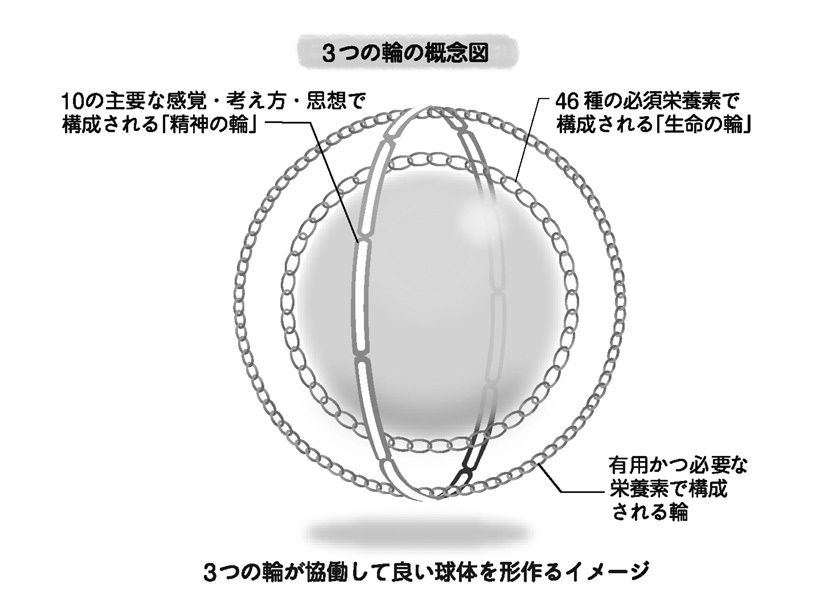 3つの輪の概念図
10の主要な感覚・考え方・思想で
構成される「精神の輪」
46種の必須栄養素で
構成される「生命の輪」
有用かつ必要な
栄養素で構成
される輪
3つの輪が協働して良い球体を形作るイメージ